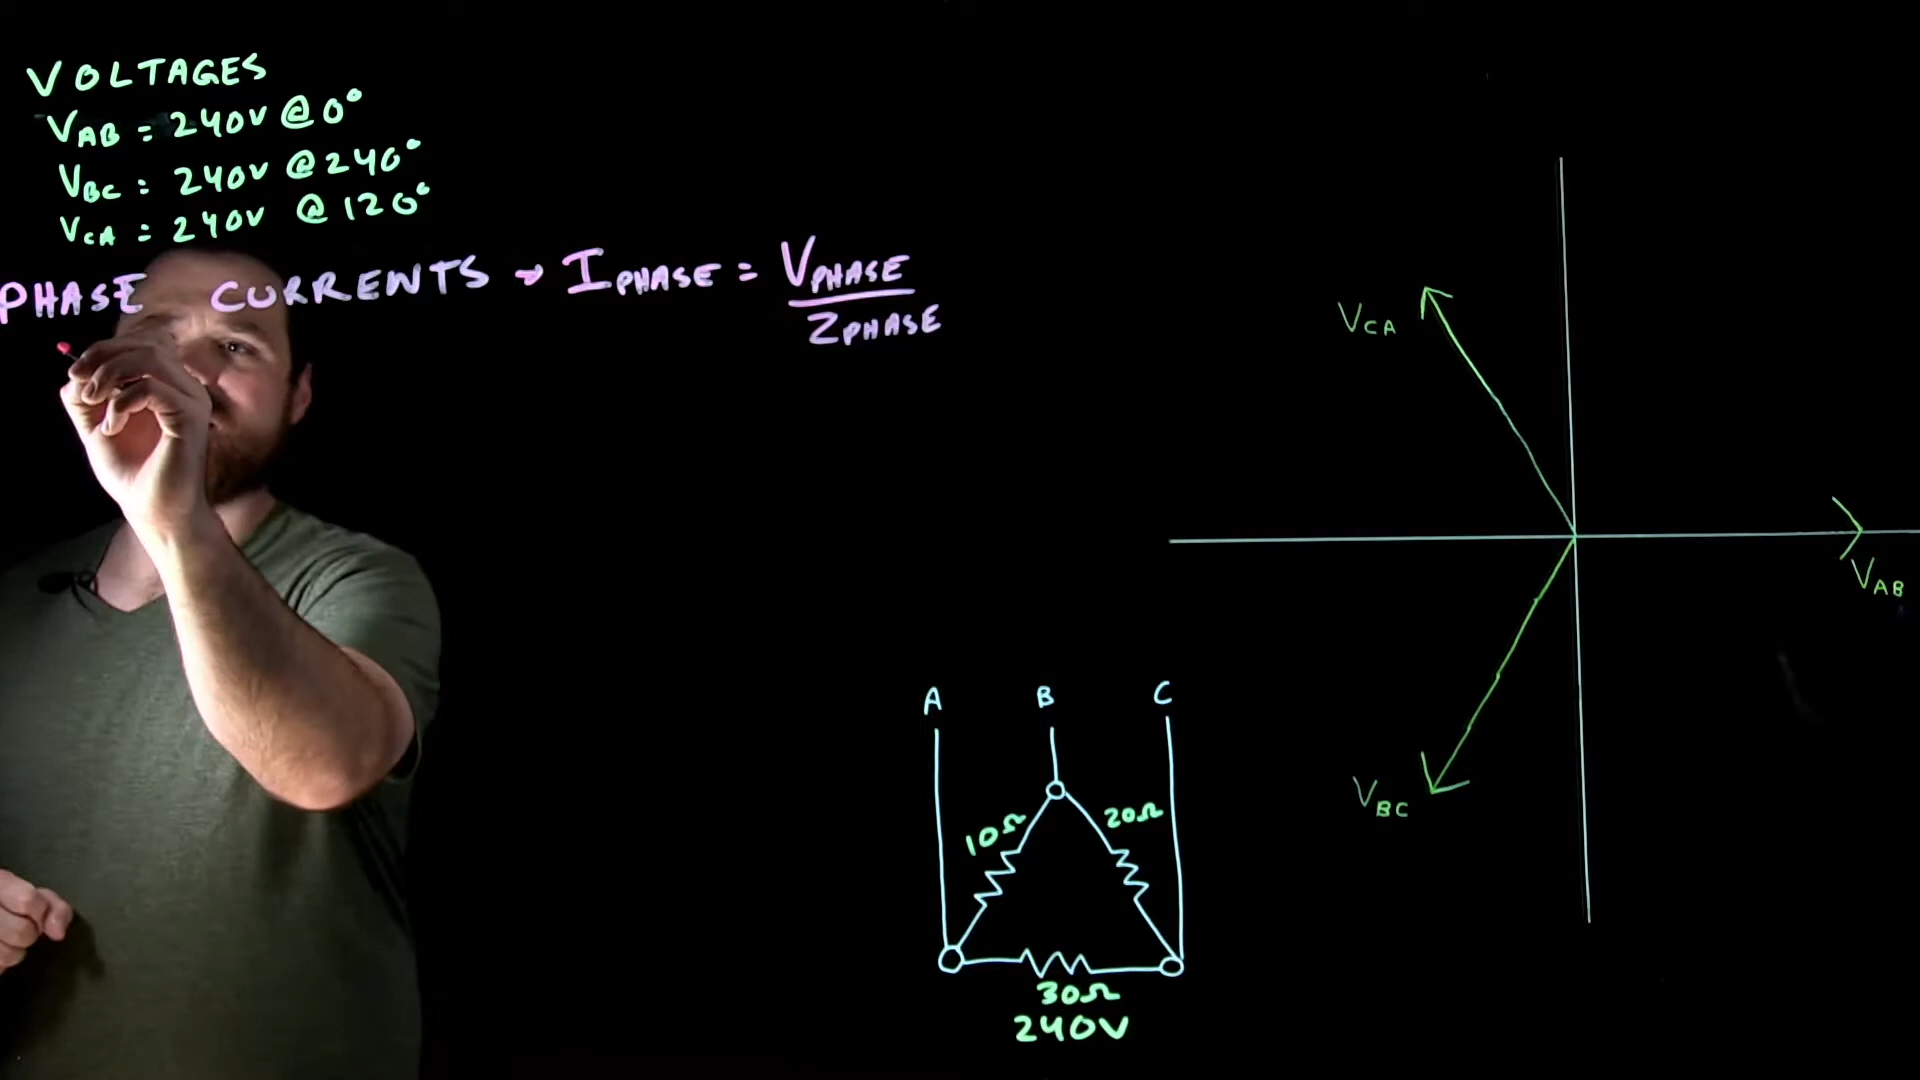 VOLTAGES
VAB = 240V @ 0°
VBC = 240V @ 240°
VCA = 240V @ 120°
PHASE CURRENTS → IPHASE = VPHASE
ZPHASE
VCA
VAB
VBC
A B C
10Ω 20Ω
30Ω
240V